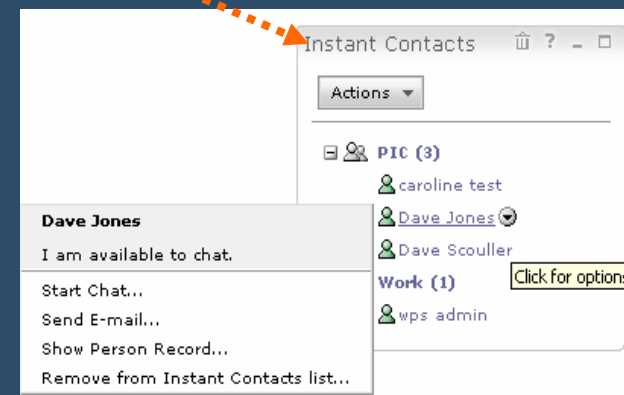 Instant Contacts ? 
Actions
PIC (3)
caroline test
Dave Jones
Dave Scouller
Click for options
Work (1)
wps admin
Dave Jones
I am available to chat.
Start Chat...
Send E-mail...
Show Person Record...
Remove from Instant Contacts list...